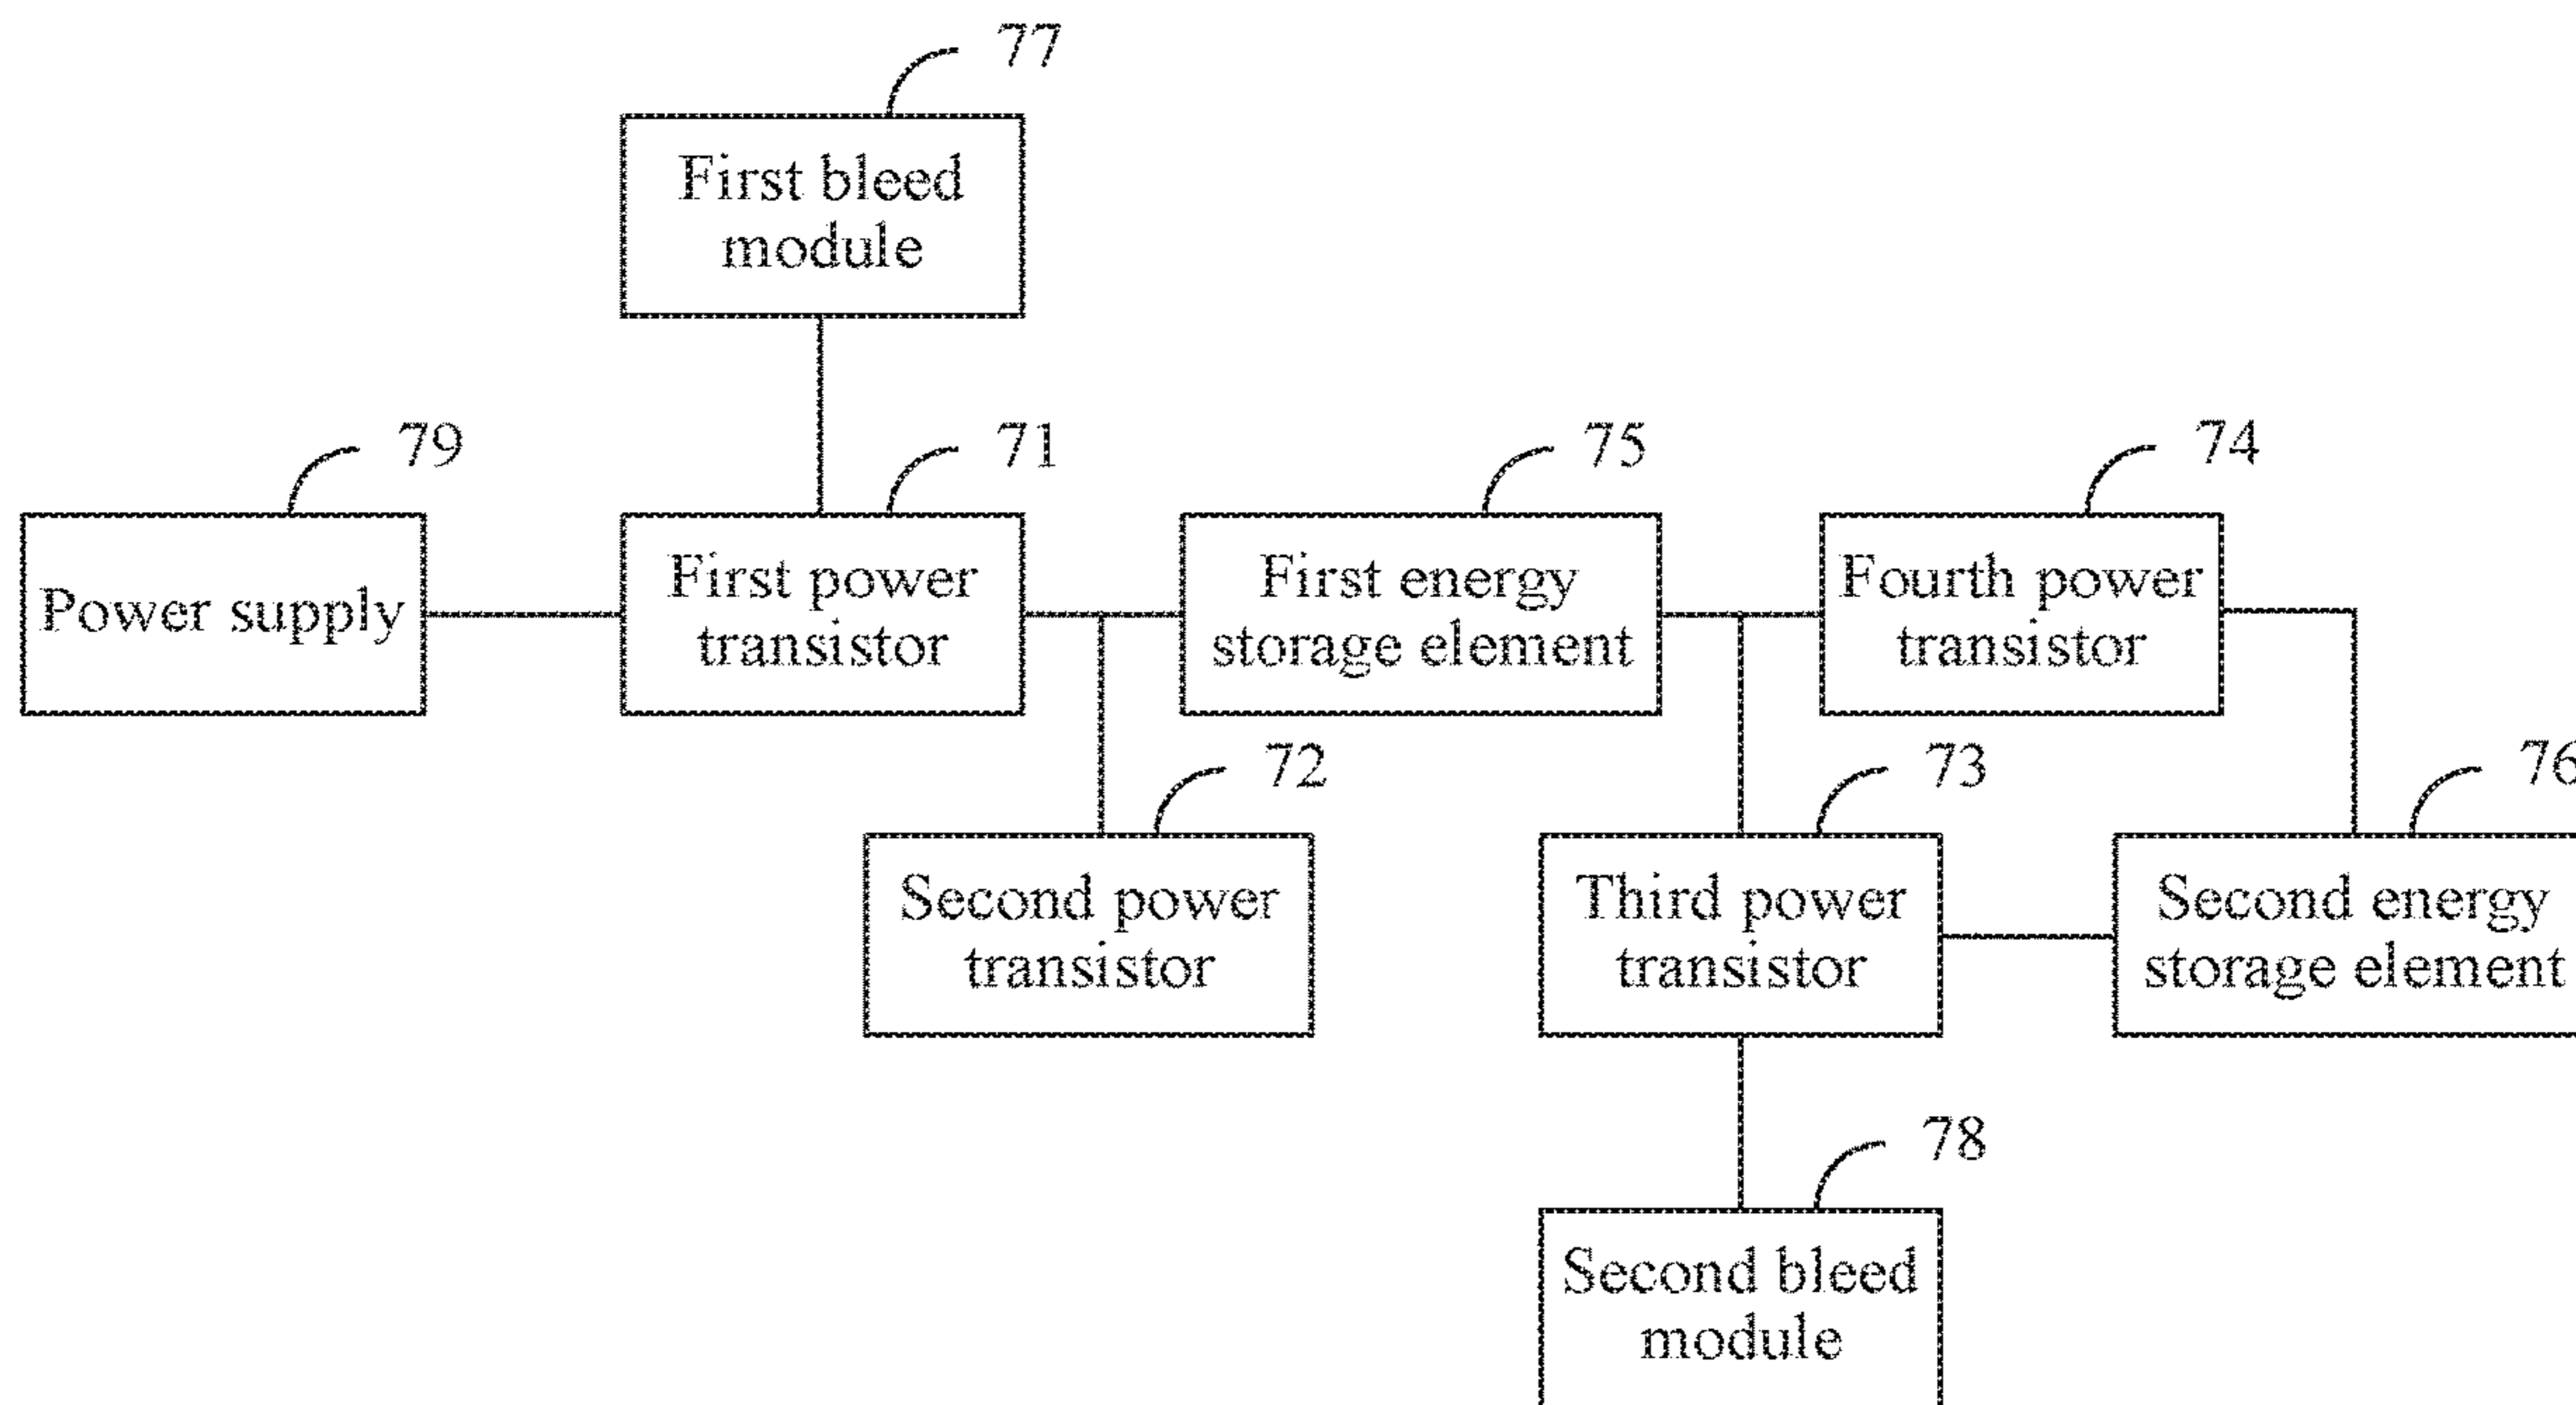 77
First bleed
module
79
71
75
74
Power supply
First power
transistor
First energy
storage element
Fourth power
transistor
72
73
76
Second power
transistor
Third power
transistor
Second energy
storage element
78
Second bleed
module